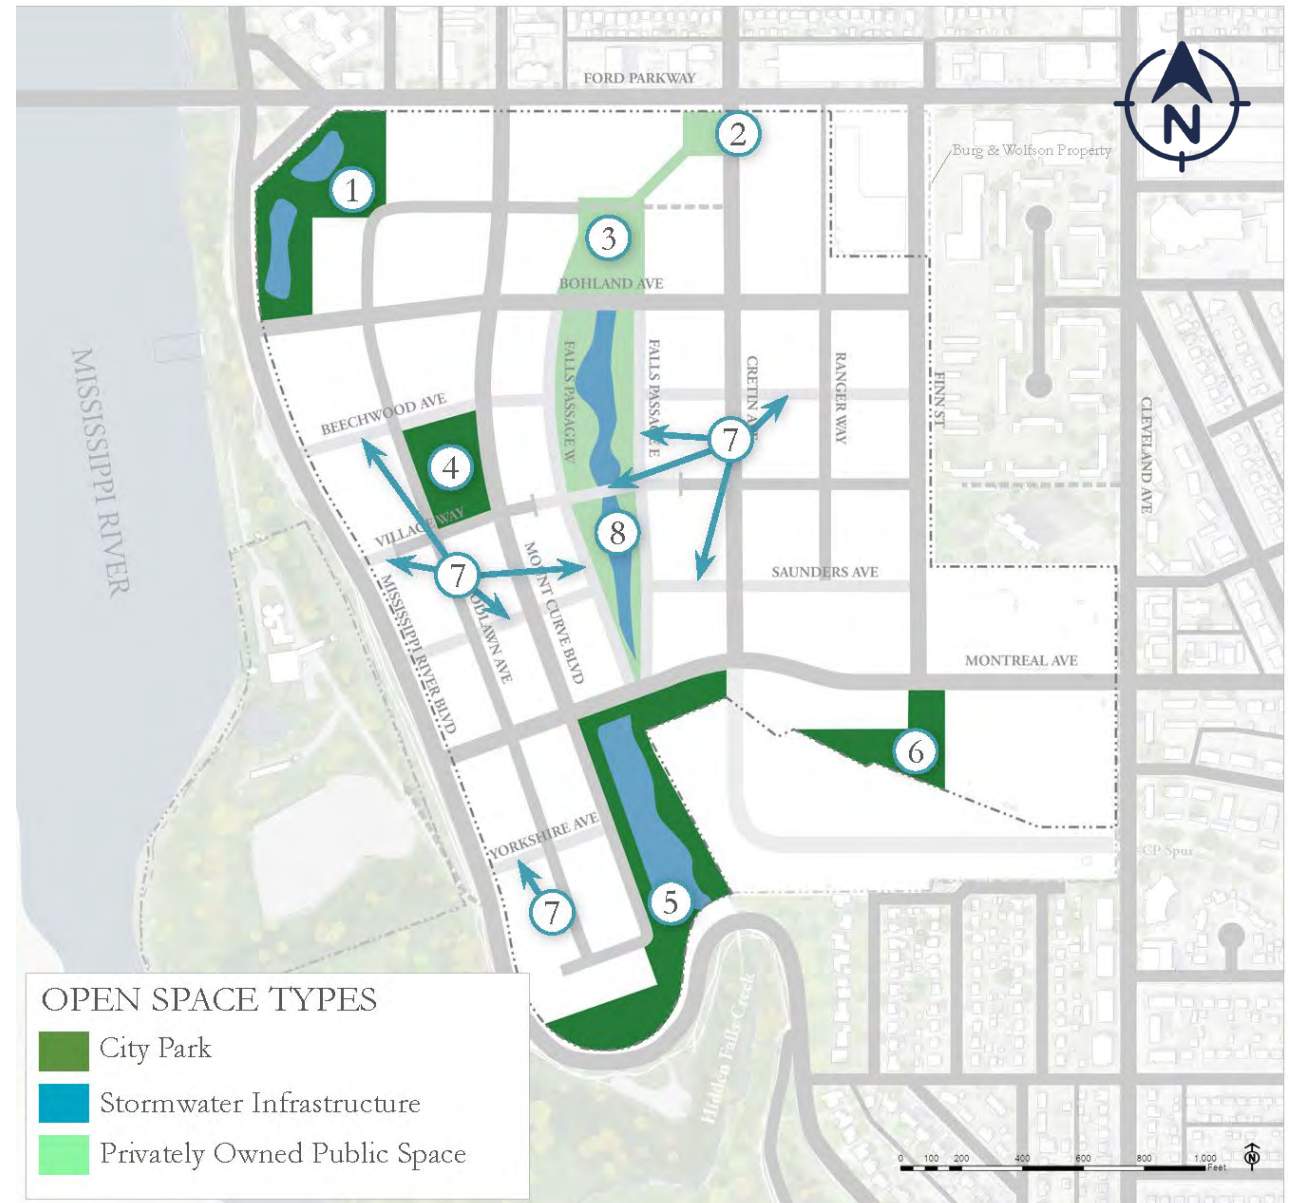 FORD PARKWAY
N
2
Burg & Wolfson Property
1
3
BOHLAND AVE
MISSISSIPPI RIVER
FALLS PASSAGE W
FALLS PASSAGE E
CRETIN AVE
RANGER WAY
FINN ST
CLEVELAND AVE
BEECHWOOD AVE
7
4
VILLAGE WAY
8
7
MOUNT CURVE BLVD
SAUNDERS AVE
MISSISSIPPI RIVER BLVD
ODLAWN AVE
MONTREAL AVE
6
YORKSHIRE AVE
CP Spur
7
5
Hidden Falls Creek
OPEN SPACE TYPES
City Park
Stormwater Infrastructure
Privately Owned Public Space
0 100 200 400 600 800 1,000
Feet
N